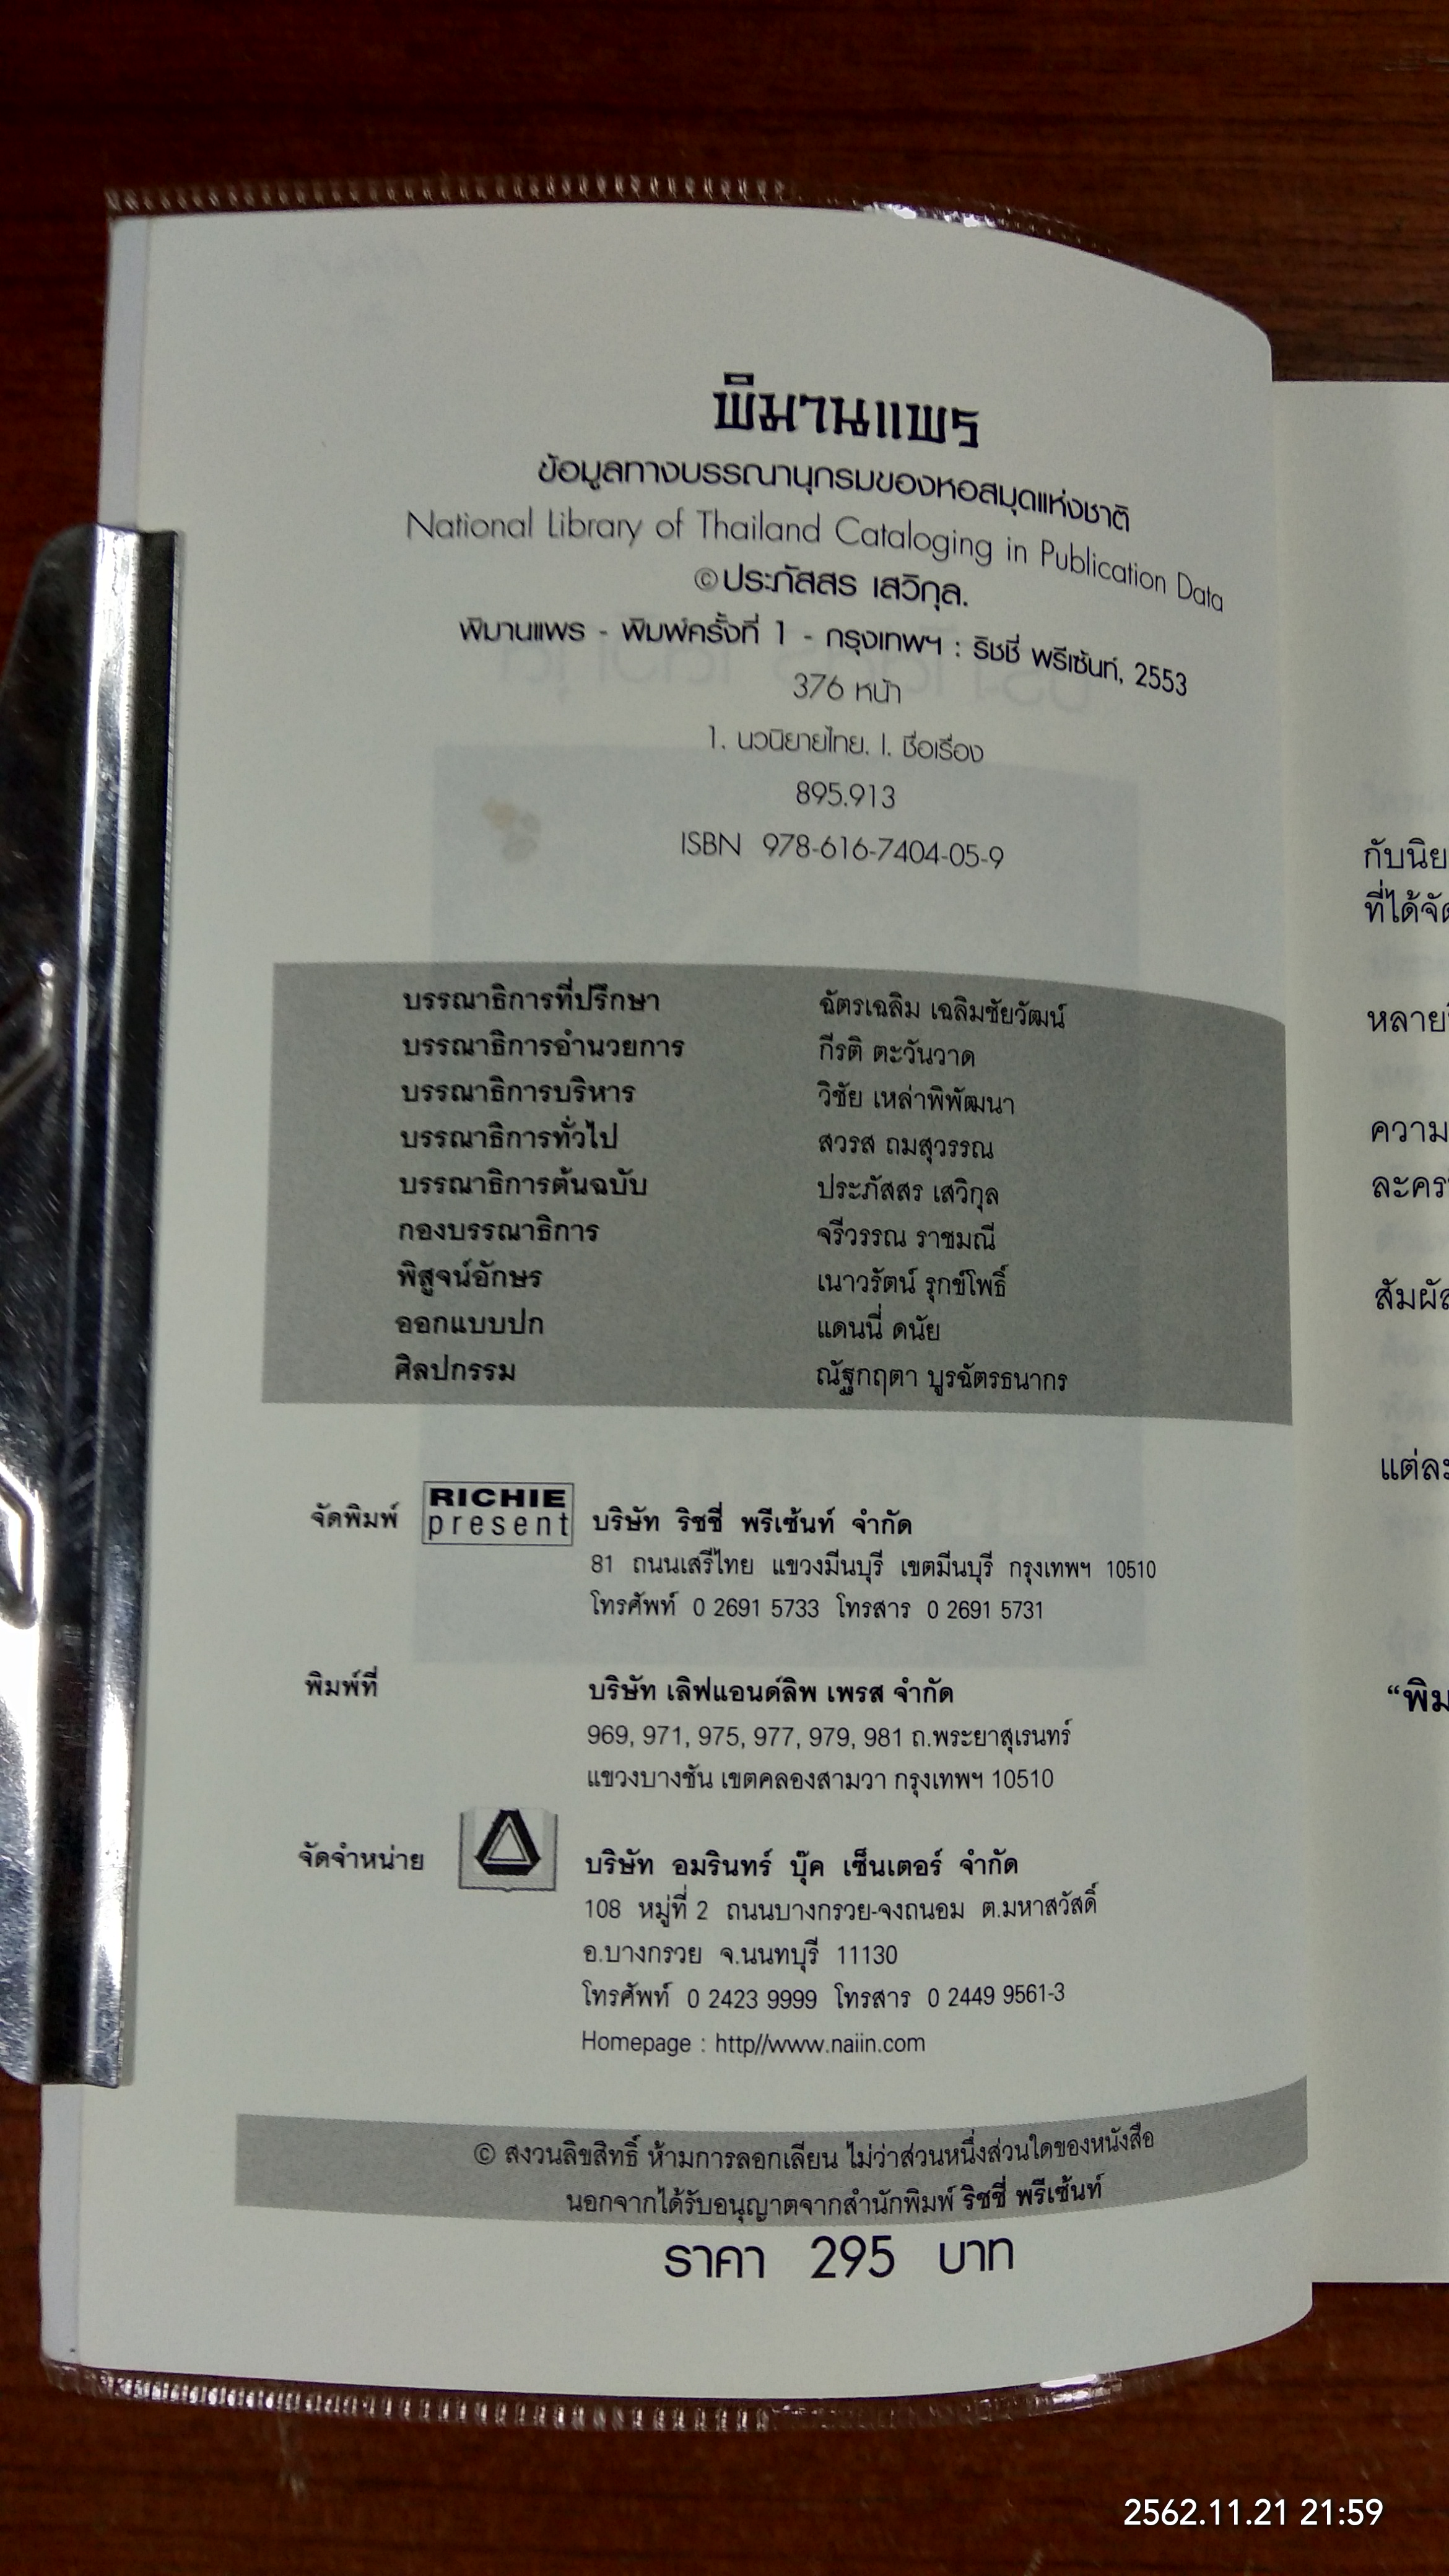 พิมานแพร
ข้อมูลทางบรรณานุกรมของหอสมุดแห่งชาติ
National Library of Thailand Cataloging in Publication Data
©ประภัสสร เสวิกุล.
พิมานแพร - พิมพ์ครั้งที่ 1 - กรุงเทพฯ : ริชชี่ พรีเซ้นท์, 2553
376 หน้า
1. นวนิยายไทย. I. ชื่อเรื่อง
895.913
ISBN 978-616-7404-05-9
บรรณาธิการที่ปรึกษา ฉัตรเฉลิม เฉลิมชัยวัฒน์
บรรณาธิการอำนวยการ กีรติ ตะวันวาด
บรรณาธิการบริหาร วิชัย เหล่าพิพัฒนา
บรรณาธิการทั่วไป สวรส ถมสุวรรณ
บรรณาธิการต้นฉบับ ประภัสสร เสวิกุล
กองบรรณาธิการ จรีวรรณ ราชมณี
พิสูจน์อักษร เนาวรัตน์ รุกข์โพธิ์
ออกแบบปก แดนนี่ ดนัย
ศิลปกรรม ณัฐกฤตา บูรฉัตรธนากร
จัดพิมพ์ RICHIE present บริษัท ริชชี่ พรีเซ้นท์ จำกัด
81 ถนนเสรีไทย แขวงมีนบุรี เขตมีนบุรี กรุงเทพฯ 10510
โทรศัพท์ 0 2691 5733 โทรสาร 0 2691 5731
พิมพ์ที่ บริษัท เลิฟแอนด์ลิพ เพรส จำกัด
969, 971, 975, 977, 979, 981 ถ.พระยาสุเรนทร์
แขวงบางชัน เขตคลองสามวา กรุงเทพฯ 10510
จัดจำหน่าย บริษัท อมรินทร์ บุ๊ค เซ็นเตอร์ จำกัด
108 หมู่ที่ 2 ถนนบางกรวย-จงถนอม ต.มหาสวัสดิ์
อ.บางกรวย จ.นนทบุรี 11130
โทรศัพท์ 0 2423 9999 โทรสาร 0 2449 9561-3
Homepage : http//www.naiin.com
© สงวนลิขสิทธิ์ ห้ามการลอกเลียน ไม่ว่าส่วนหนึ่งส่วนใดของหนังสือ
นอกจากได้รับอนุญาตจากสำนักพิมพ์ ริชชี่ พรีเซ้นท์
ราคา 295 บาท
กับนิย
ที่ได้จัด
หลาย
ความ
ละคร
สัมผัส
แต่ละ
“พิม
2562.11.21 21:59